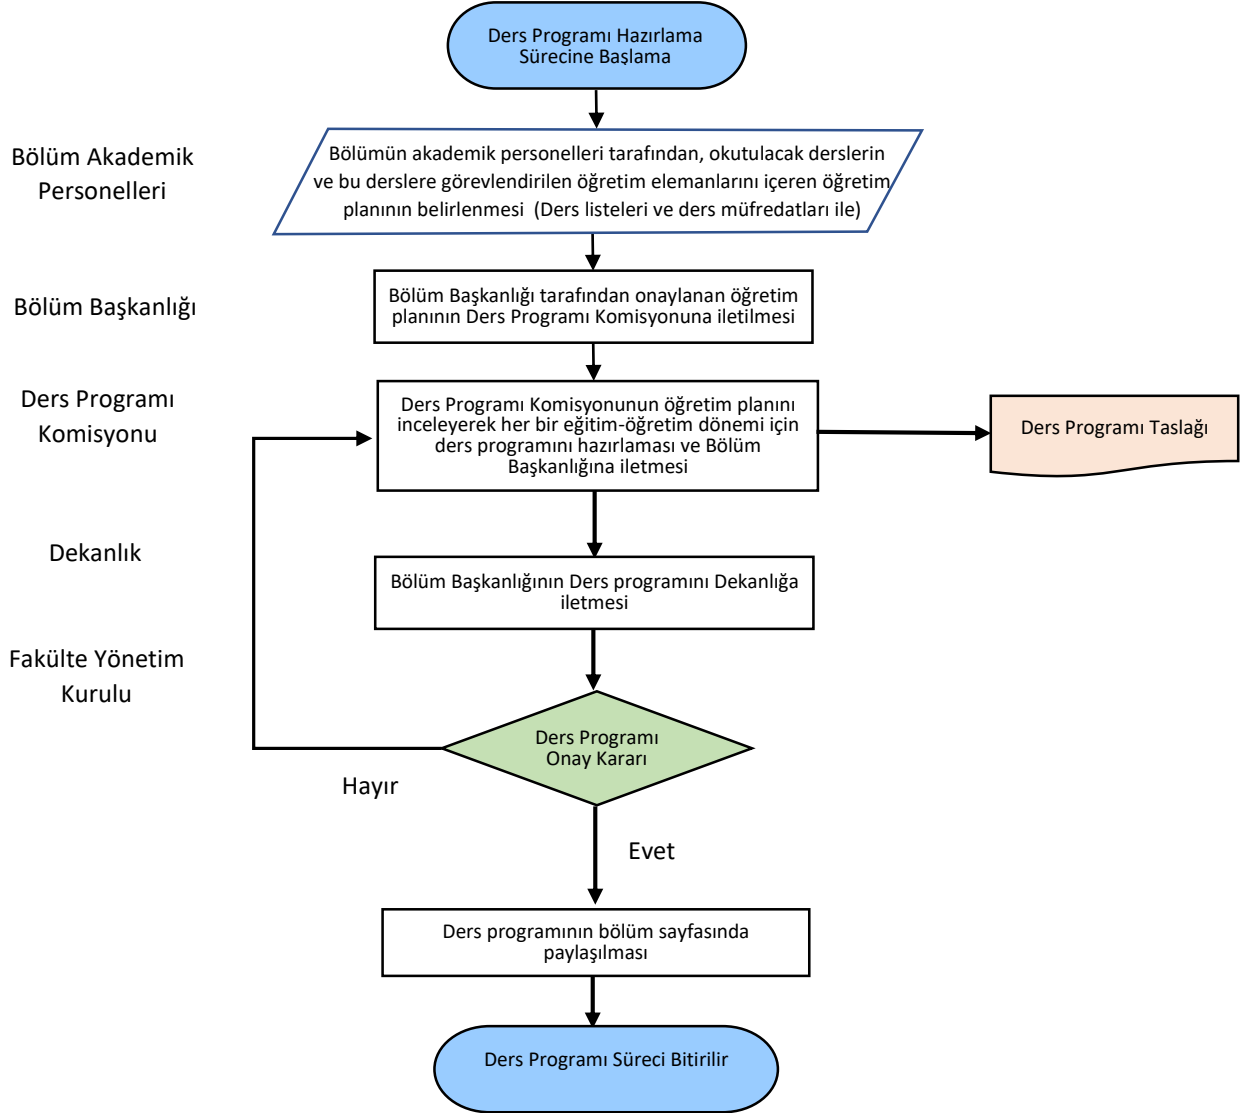 Ders Programı Hazırlama
Sürecine Başlama
Bölüm Akademik
Personelleri
Bölümün akademik personelleri tarafından, okutulacak derslerin
ve bu derslere görevlendirilen öğretim elemanlarını içeren öğretim
planının belirlenmesi (Ders listeleri ve ders müfredatları ile)
Bölüm Başkanlığı
Bölüm Başkanlığı tarafından onaylanan öğretim
planının Ders Programı Komisyonuna iletilmesi
Ders Programı
Komisyonu
Ders Programı Komisyonunun öğretim planını
inceleyerek her bir eğitim-öğretim dönemi için
ders programını hazırlaması ve Bölüm
Başkanlığına iletmesi
Ders Programı Taslağı
Dekanlık
Bölüm Başkanlığının Ders programını Dekanlığa
iletmesi
Fakülte Yönetim
Kurulu
Ders Programı
Onay Kararı
Hayır
Evet
Ders programının bölüm sayfasında
paylaşılması
Ders Programı Süreci Bitirilir